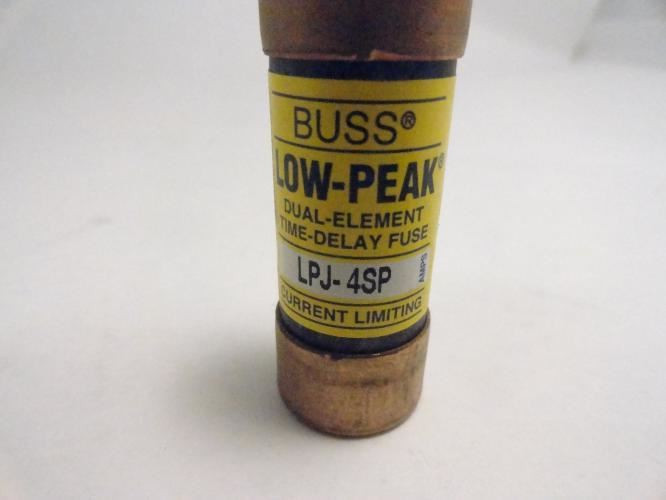 BUSS®
LOW-PEAK®
DUAL-ELEMENT
TIME-DELAY FUSE
LPJ-4SP AMPS
CURRENT LIMITING